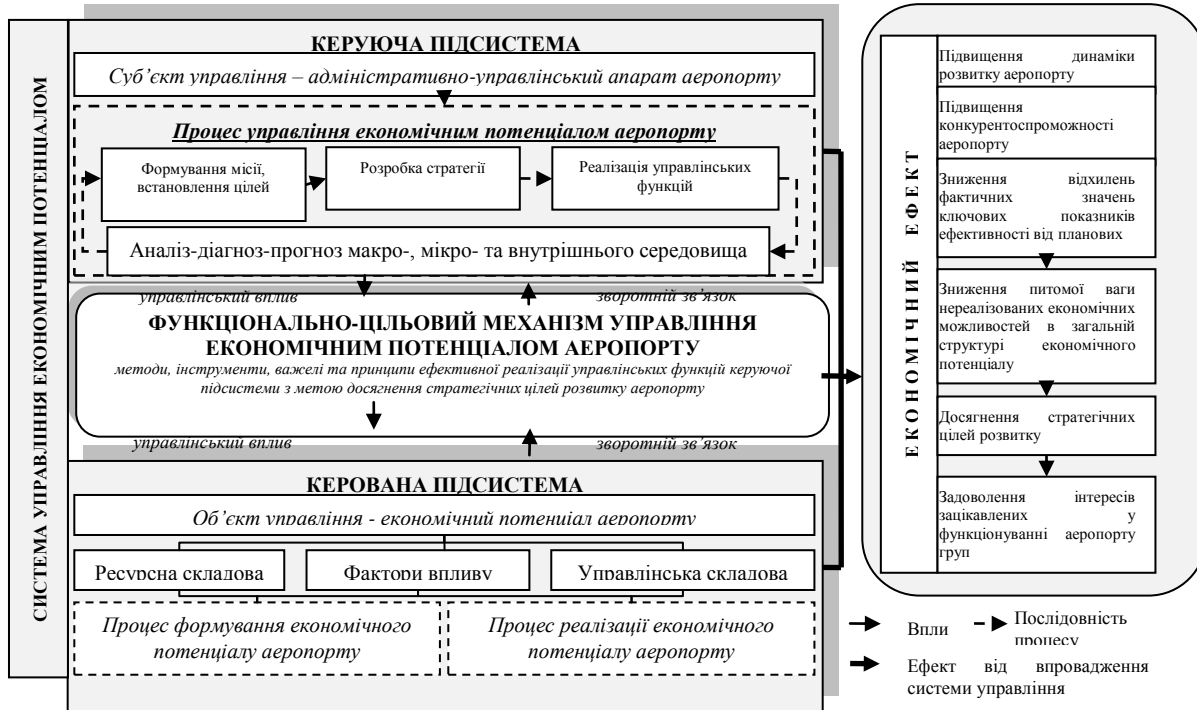 СИСТЕМА УПРАВЛІННЯ ЕКОНОМІЧНИМ ПОТЕНЦІАЛОМ
КЕРУЮЧА ПІДСИСТЕМА
Суб’єкт управління – адміністративно-управлінський апарат аеропорту
Процес управління економічним потенціалом аеропорту
Формування місії,
встановлення цілей
Розробка стратегії
Реалізація управлінських
функцій
Аналіз-діагноз-прогноз макро-, мікро- та внутрішнього середовища
управлінський вплив
зворотній зв’язок
ФУНКЦІОНАЛЬНО-ЦІЛЬОВИЙ МЕХАНІЗМ УПРАВЛІННЯ
ЕКОНОМІЧНИМ ПОТЕНЦІАЛОМ АЕРОПОРТУ
методи, інструменти, важелі та принципи ефективної реалізації управлінських функцій керуючої
підсистеми з метою досягнення стратегічних цілей розвитку аеропорту
управлінський вплив
зворотній зв’язок
КЕРОВАНА ПІДСИСТЕМА
Об’єкт управління - економічний потенціал аеропорту
Ресурсна складова
Фактори впливу
Управлінська складова
Процес формування економічного
потенціалу аеропорту
Процес реалізації економічного
потенціалу аеропорту
ЕКОНОМІЧНИЙ ЕФЕКТ
Підвищення динаміки
розвитку аеропорту
Підвищення
конкурентоспроможності
аеропорту
Зниження відхилень
фактичних значень
ключових показників
ефективності від планових
Зниження питомої ваги
нереалізованих економічних
можливостей в загальній
структурі економічного
потенціалу
Досягнення стратегічних
цілей розвитку
Задоволення інтересів
зацікавлених у
функціонуванні аеропорту
груп
Впли
Послідовність
процесу
Ефект від впровадження
системи управління